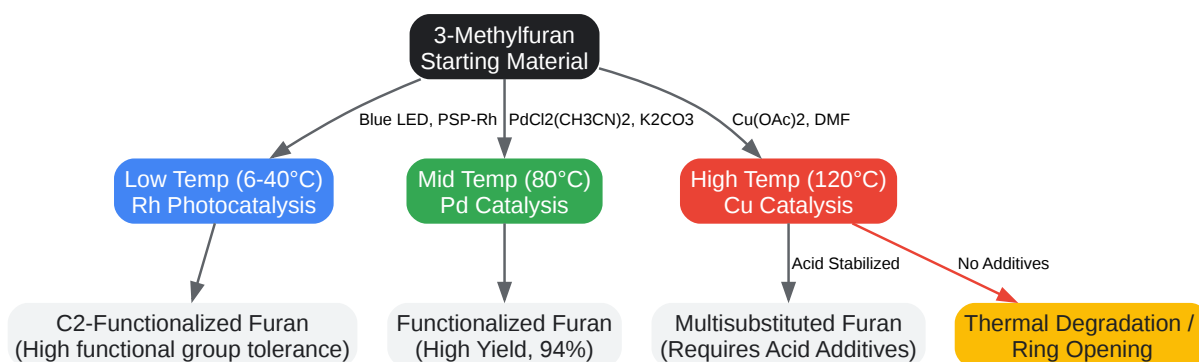 3-Methylfuran
Starting Material
Blue LED, PSP-Rh
PdCl2(CH3CN)2, K2CO3
Cu(OAc)2, DMF
Low Temp (6-40°C)
Rh Photocatalysis
Mid Temp (80°C)
Pd Catalysis
High Temp (120°C)
Cu Catalysis
Acid Stabilized
No Additives
C2-Functionalized Furan
(High functional group tolerance)
Functionalized Furan
(High Yield, 94%)
Multisubstituted Furan
(Requires Acid Additives)
Thermal Degradation /
Ring Opening